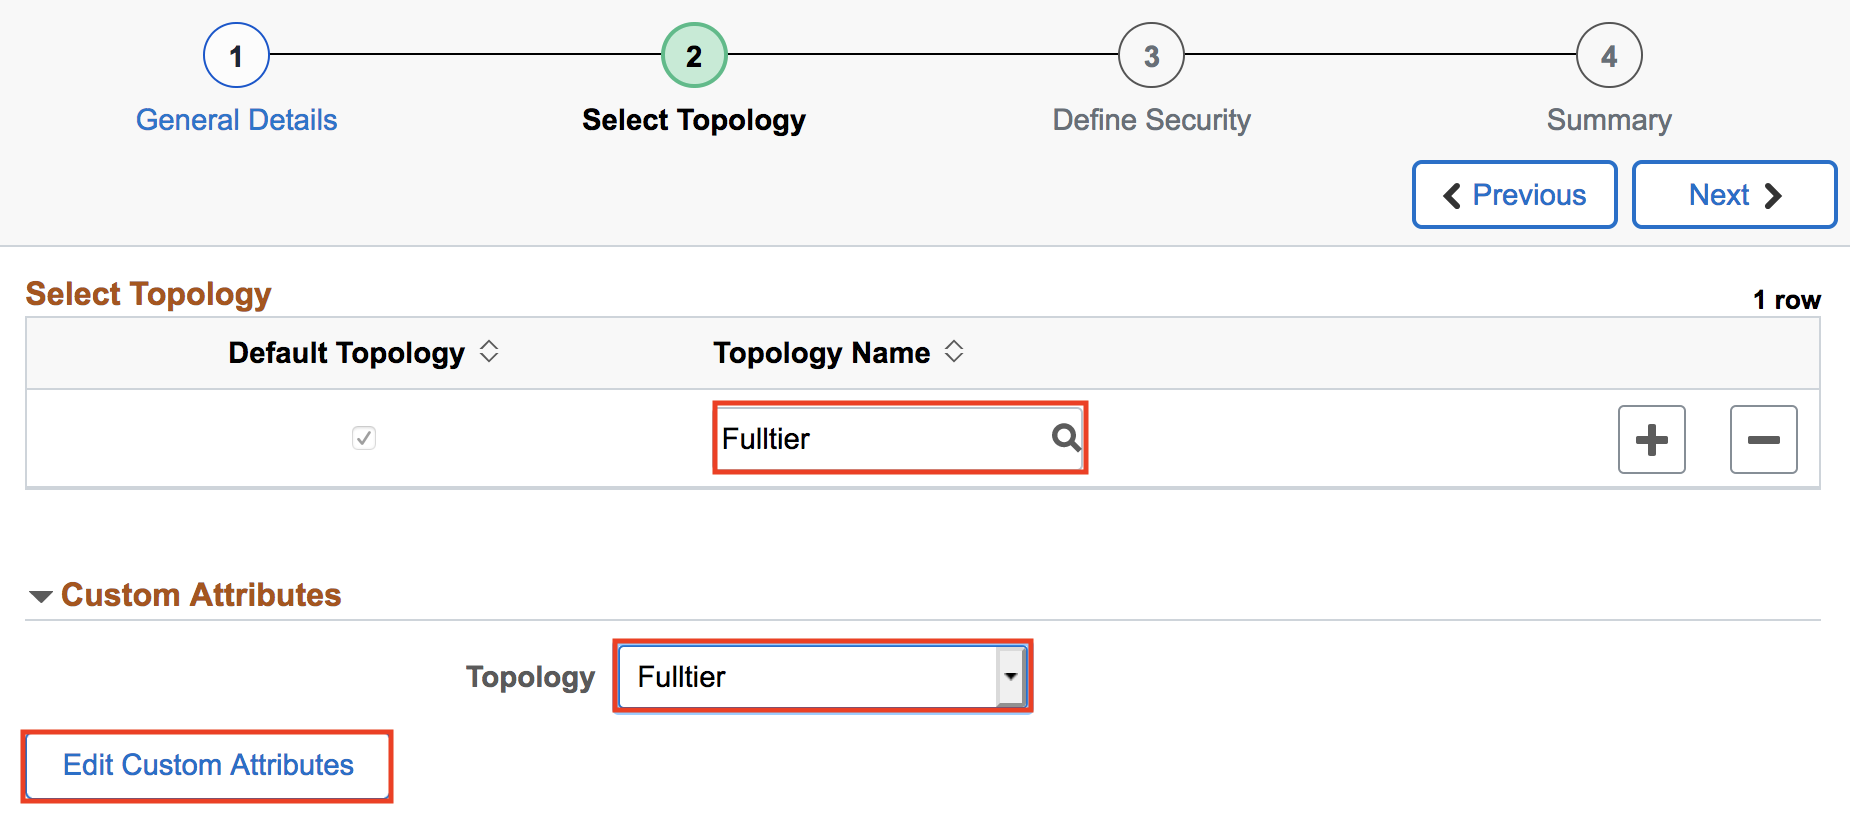 1 2 3 4
General Details Select Topology Define Security Summary
Previous Next
Select Topology
1 row
Default Topology Topology Name
Fulltier
Custom Attributes
Topology Fulltier
Edit Custom Attributes